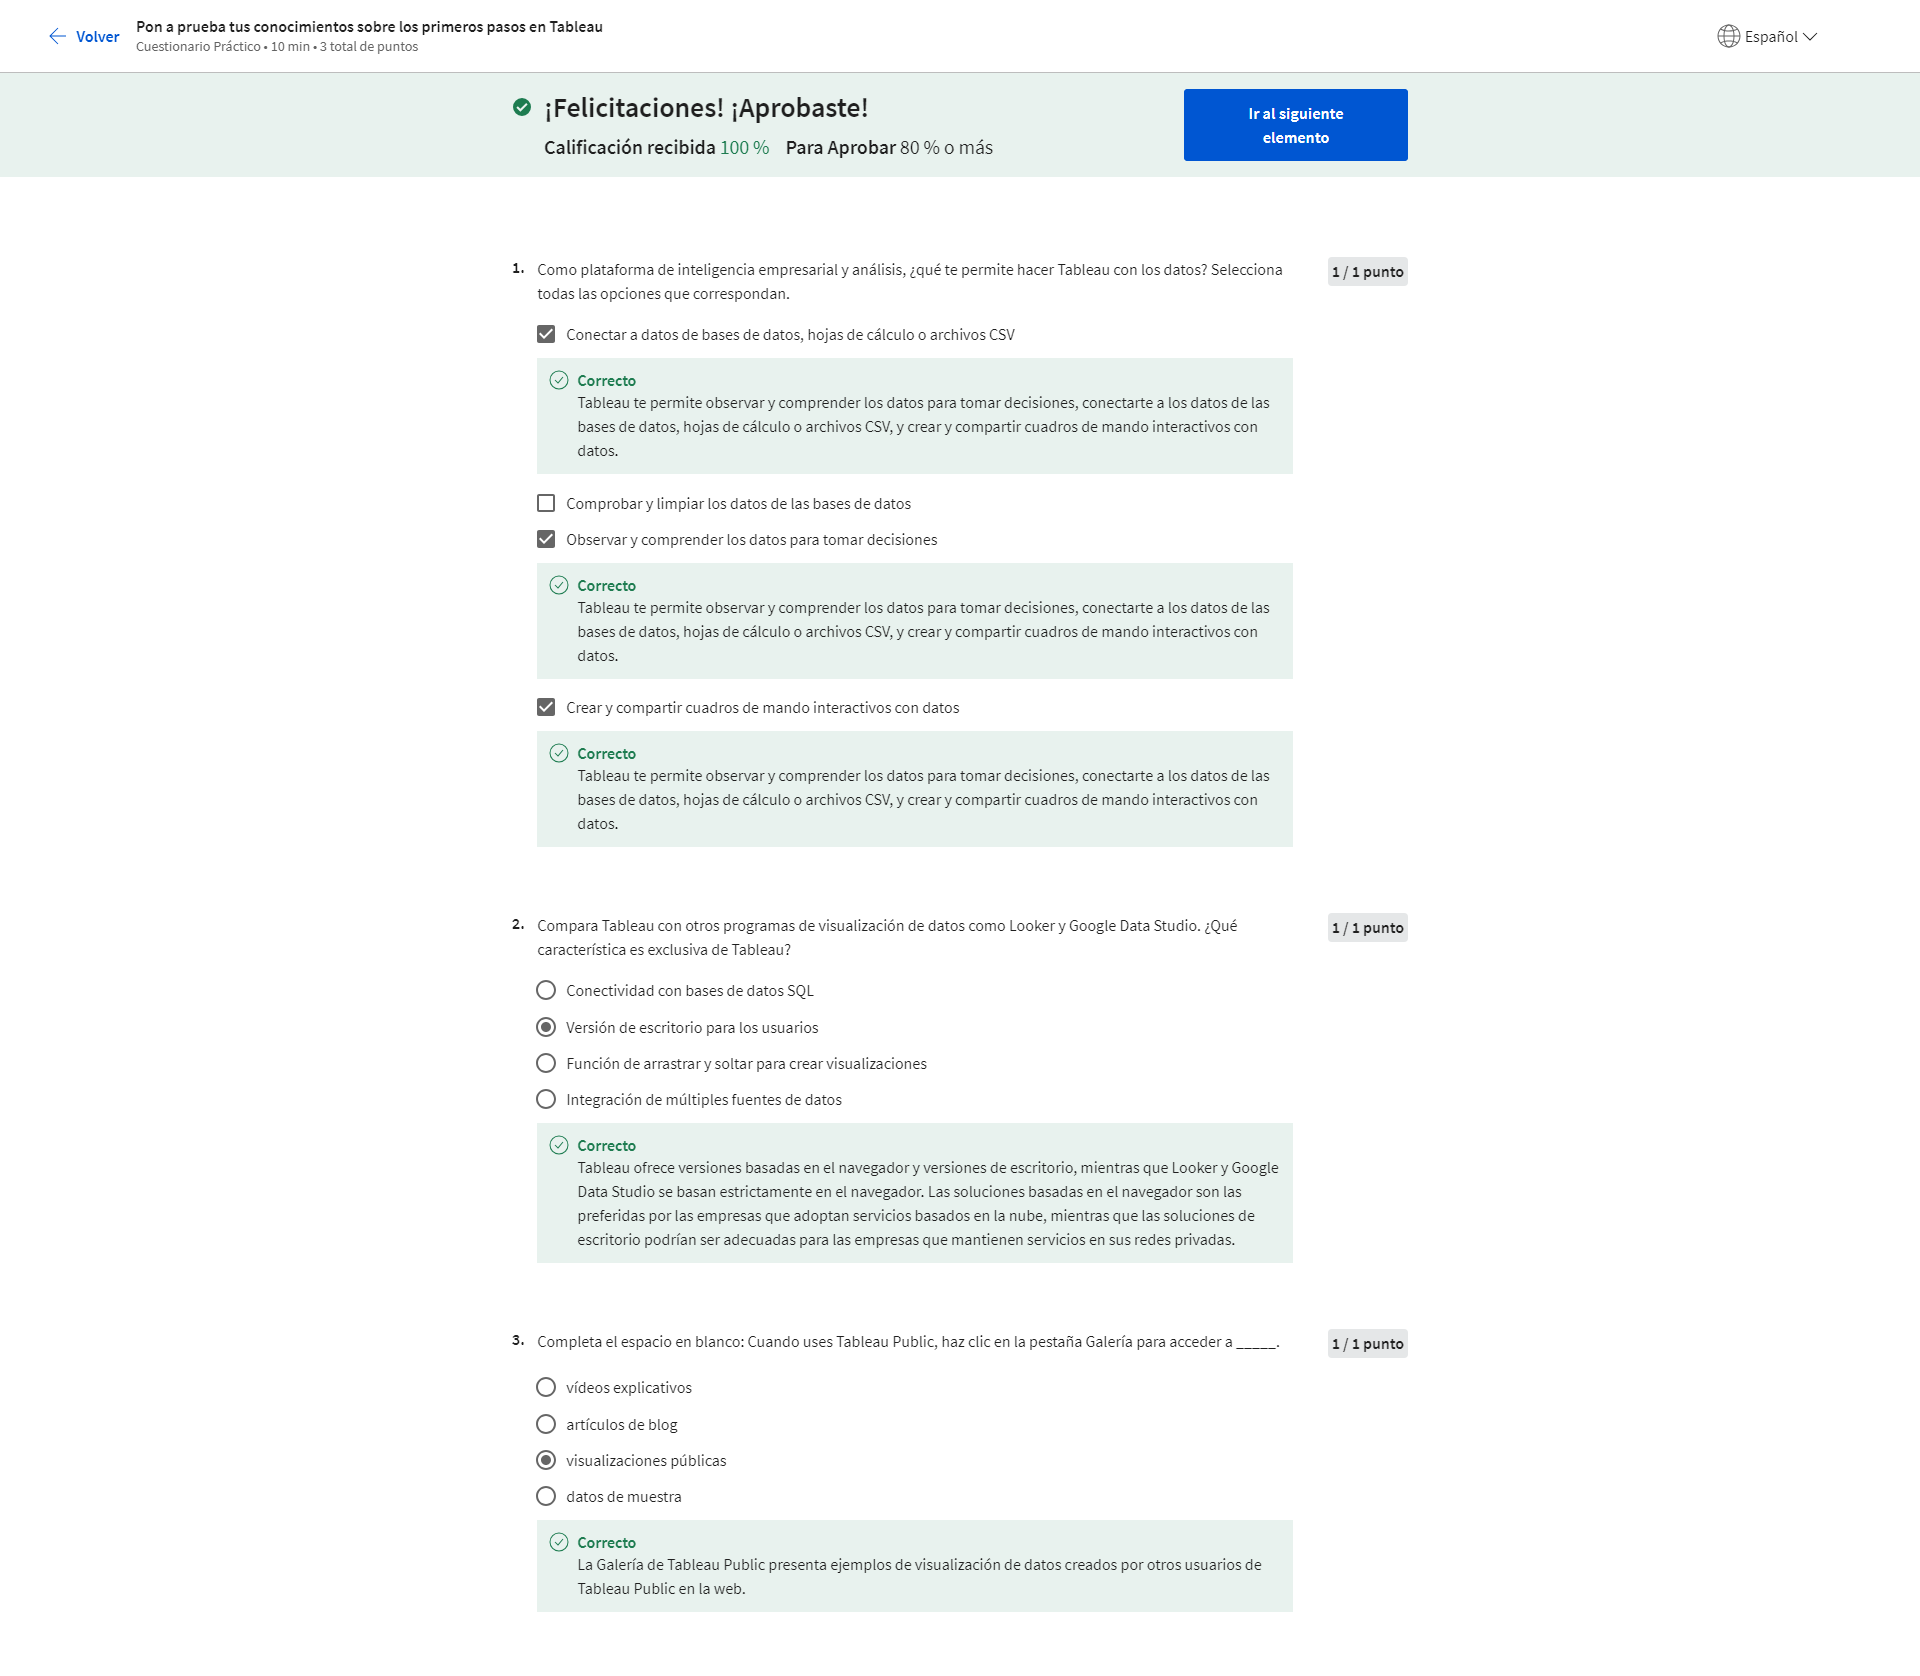 Volver
Pon a prueba tus conocimientos sobre los primeros pasos en Tableau
Cuestionario Práctico • 10 min • 3 total de puntos
Español
¡Felicitaciones! ¡Aprobaste!
Calificación recibida 100 % Para Aprobar 80 % o más
Ir al siguiente
elemento
1. Como plataforma de inteligencia empresarial y análisis, ¿qué te permite hacer Tableau con los datos? Selecciona
todas las opciones que correspondan.
1 / 1 punto
Conectar a datos de bases de datos, hojas de cálculo o archivos CSV
Correcto
Tableau te permite observar y comprender los datos para tomar decisiones, conectarte a los datos de las
bases de datos, hojas de cálculo o archivos CSV, y crear y compartir cuadros de mando interactivos con
datos.
Comprobar y limpiar los datos de las bases de datos
Observar y comprender los datos para tomar decisiones
Correcto
Tableau te permite observar y comprender los datos para tomar decisiones, conectarte a los datos de las
bases de datos, hojas de cálculo o archivos CSV, y crear y compartir cuadros de mando interactivos con
datos.
Crear y compartir cuadros de mando interactivos con datos
Correcto
Tableau te permite observar y comprender los datos para tomar decisiones, conectarte a los datos de las
bases de datos, hojas de cálculo o archivos CSV, y crear y compartir cuadros de mando interactivos con
datos.
2. Compara Tableau con otros programas de visualización de datos como Looker y Google Data Studio. ¿Qué
característica es exclusiva de Tableau?
1 / 1 punto
Conectividad con bases de datos SQL
Versión de escritorio para los usuarios
Función de arrastrar y soltar para crear visualizaciones
Integración de múltiples fuentes de datos
Correcto
Tableau ofrece versiones basadas en el navegador y versiones de escritorio, mientras que Looker y Google
Data Studio se basan estrictamente en el navegador. Las soluciones basadas en el navegador son las
preferidas por las empresas que adoptan servicios basados en la nube, mientras que las soluciones de
escritorio podrían ser adecuadas para las empresas que mantienen servicios en sus redes privadas.
3. Completa el espacio en blanco: Cuando uses Tableau Public, haz clic en la pestaña Galería para acceder a _____.
1 / 1 punto
vídeos explicativos
artículos de blog
visualizaciones públicas
datos de muestra
Correcto
La Galería de Tableau Public presenta ejemplos de visualización de datos creados por otros usuarios de
Tableau Public en la web.